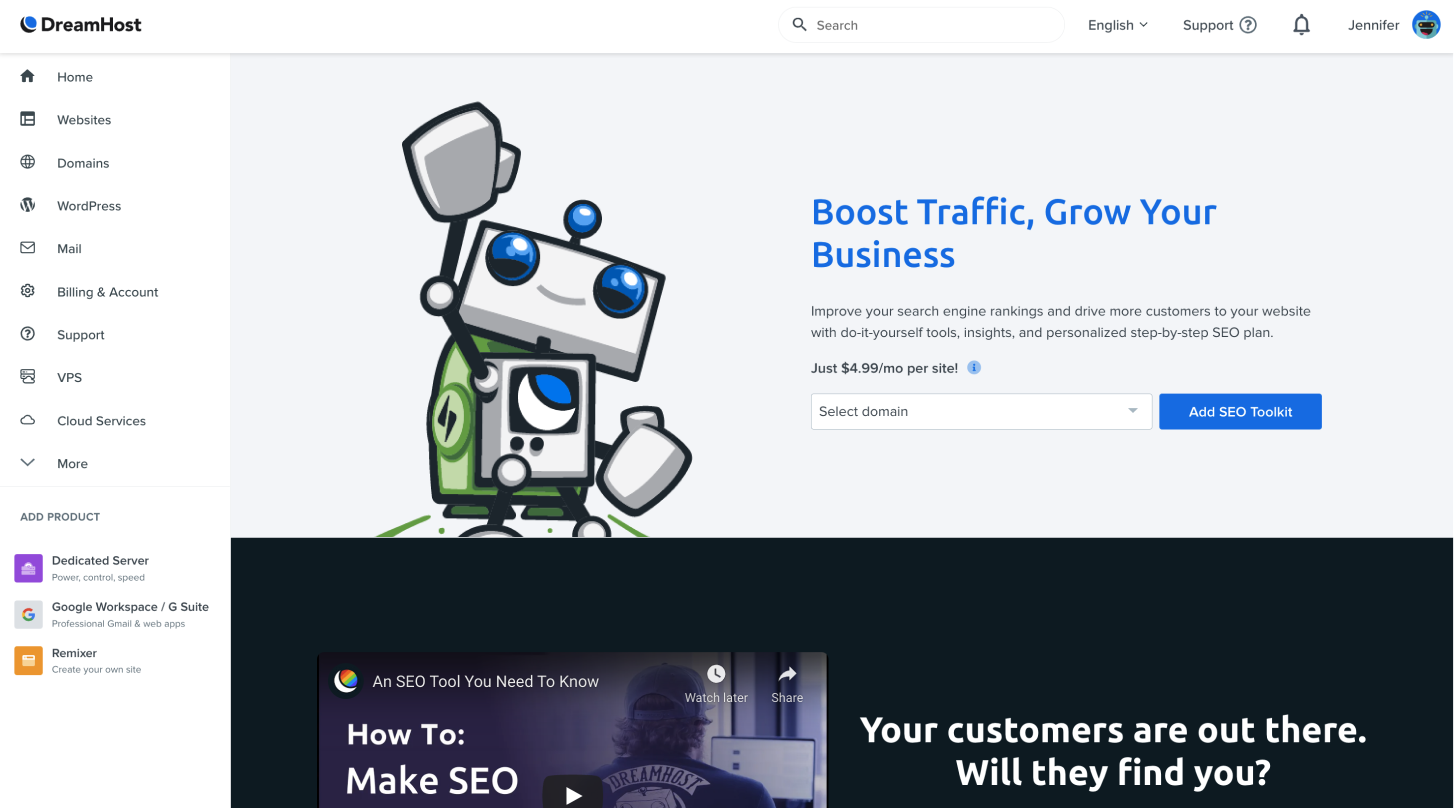 DreamHost
Search
English
Support
Jennifer
Home
Websites
Domains
WordPress
Mail
Billing & Account
Support
VPS
Cloud Services
More
ADD PRODUCT
Dedicated Server
Power, control, speed
Google Workspace / G Suite
Professional Gmail & web apps
Remixer
Create your own site
Boost Traffic, Grow Your
Business
Improve your search engine rankings and drive more customers to your website
with do-it-yourself tools, insights, and personalized step-by-step SEO plan.
Just $4.99/mo per site!
Select domain
Add SEO Toolkit
An SEO Tool You Need To Know
Watch later
Share
How To:
Make SEO
DREAMHOST
Your customers are out there.
Will they find you?